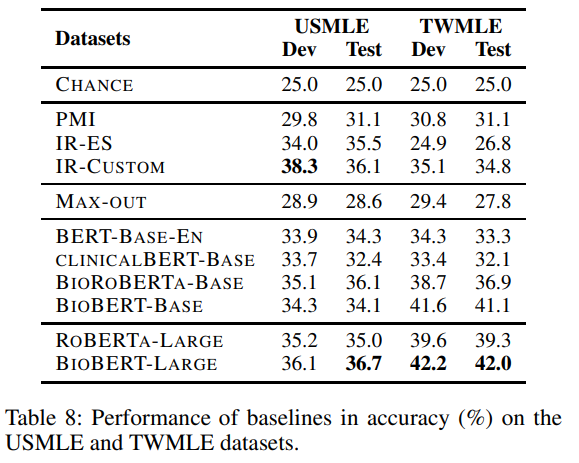 Datasets USMLE TWMLE
Dev Test Dev Test
CHANCE 25.0 25.0 25.0 25.0
PMI 29.8 31.1 30.8 31.1
IR-ES 34.0 35.5 24.9 26.8
IR-CUSTOM 38.3 36.1 35.1 34.8
MAX-OUT 28.9 28.6 29.4 27.8
BERT-BASE-EN 33.9 34.3 34.3 33.3
CLINICALBERT-BASE 33.7 32.4 33.4 32.1
BIOROBERTA-BASE 35.1 36.1 38.7 36.9
BIOBERT-BASE 34.3 34.1 41.6 41.1
ROBERTA-LARGE 35.2 35.0 39.6 39.3
BIOBERT-LARGE 36.1 36.7 42.2 42.0
Table 8: Performance of baselines in accuracy (%) on the
USMLE and TWMLE datasets.